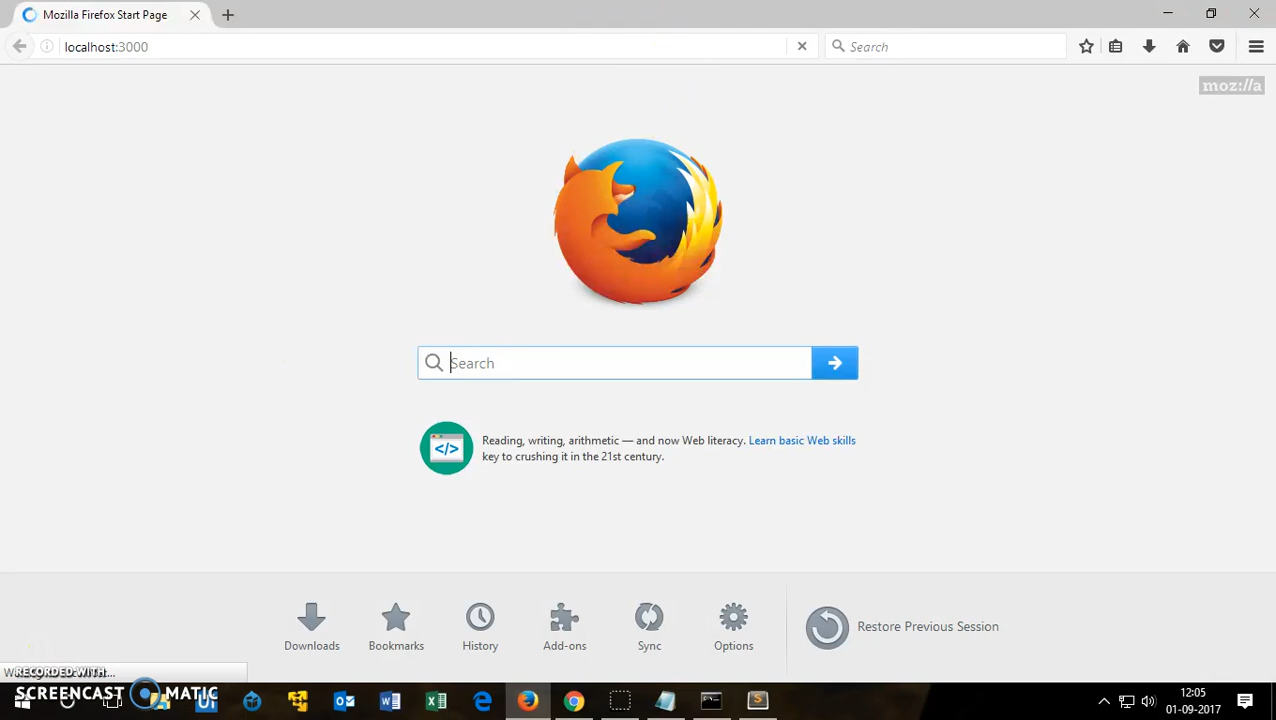 Mozilla Firefox Start Page
localhost:3000
Search
moz://a
Search
Reading, writing, arithmetic — and now Web literacy. Learn basic Web skills
key to crushing it in the 21st century.
Downloads
Bookmarks
History
Add-ons
Sync
Options
Restore Previous Session
RECORDED WITH
SCREENCAST MATIC
12:05
01-09-2017